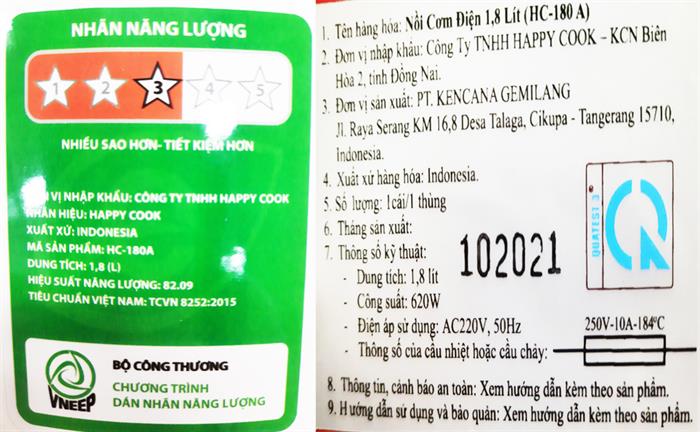 NHÃN NĂNG LƯỢNG
1 2 3 4 5
NHIỀU SAO HƠN- TIẾT KIỆM HƠN
VỊ NHẬP KHẨU: CÔNG TY TNHH HAPPY COOK
NHÃN HIỆU: HAPPY COOK
XUẤT XỨ: INDONESIA
MÃ SẢN PHẨM: HC-180A
DUNG TÍCH: 1,8 (L)
HIỆU SUẤT NĂNG LƯỢNG: 82.09
TIÊU CHUẨN VIỆT NAM: TCVN 8252:2015
VNEEP
BỘ CÔNG THƯƠNG
CHƯƠNG TRÌNH
DÁN NHÃN NĂNG LƯỢNG
1. Tên hàng hóa: Nồi Cơm Điện 1,8 Lít (HC-180 A)
2. Đơn vị nhập khẩu: Công Ty TNHH HAPPY COOK – KCN Biên
Hòa 2, tỉnh Đồng Nai.
3. Đơn vị sản xuất: PT. KENCANA GEMILANG
Jl. Raya Serang KM 16,8 Desa Talaga, Cikupa - Tangerang 15710,
Indonesia.
4. Xuất xứ hàng hóa: Indonesia.
5. Số lượng: 1cái/1 thùng
6. Tháng sản xuất:
102021
7. Thông số kỹ thuật:
- Dung tích: 1,8 lít
- Công suất: 620W
- Điện áp sử dụng: AC220V, 50Hz
- Thông số của cầu nhiệt hoặc cầu chảy:
250V-10A-184ºC
QUATEST 3
8. Thông tin, cảnh báo an toàn: Xem hướng dẫn kèm theo sản phẩm.
9. Hướng dẫn sử dụng và bảo quản: Xem hướng dẫn kèm theo sản phẩm.